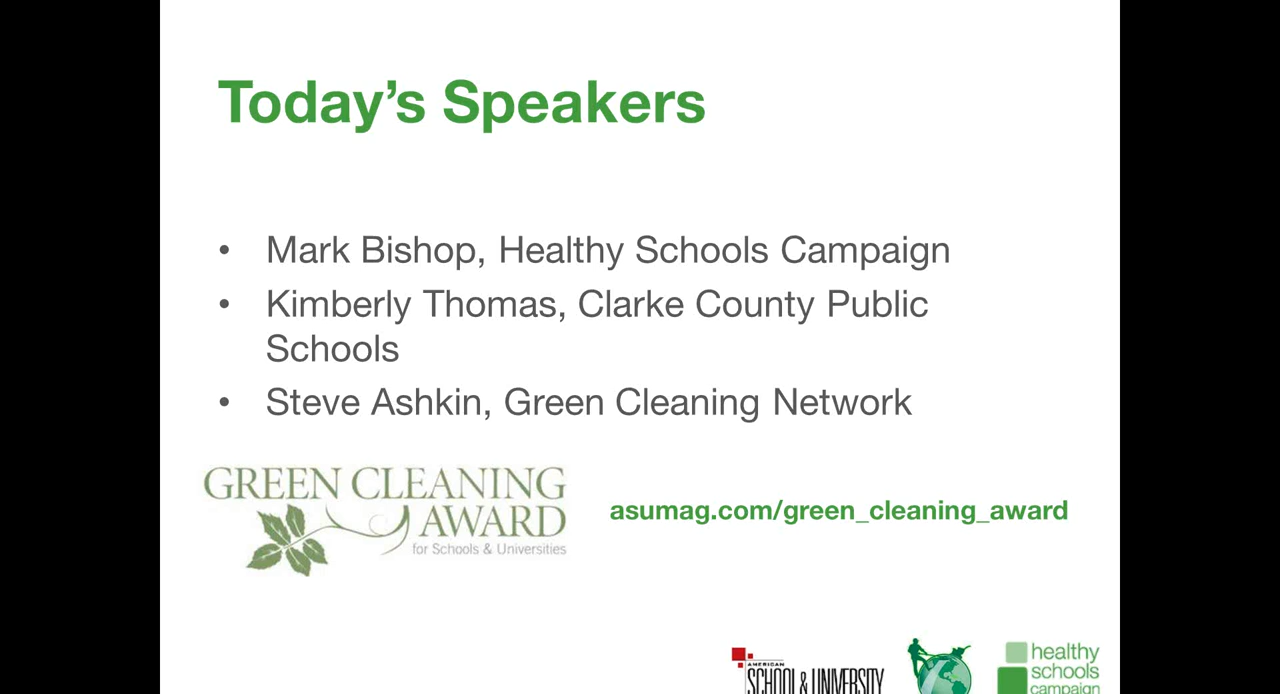 Today’s Speakers
• Mark Bishop, Healthy Schools Campaign
• Kimberly Thomas, Clarke County Public
Schools
• Steve Ashkin, Green Cleaning Network
GREEN CLEANING
AWARD
for Schools & Universities
asumag.com/green_cleaning_award
AMERICAN
SCHOOL & UNIVERSITY
healthy
schools
campaign